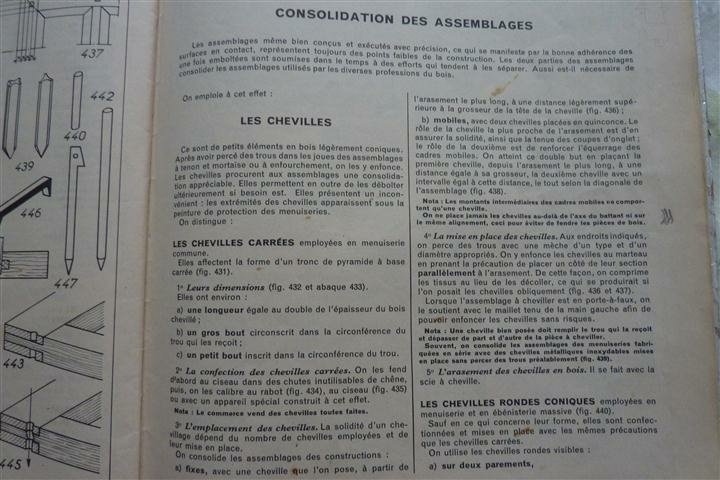 437
442
440
439
446
447
443
445
CONSOLIDATION DES ASSEMBLAGES
Les assemblages même bien conçus et exécutés avec précision, ce qui se manifeste par la bonne adhérence des
surfaces en contact, représentent toujours des points faibles de la construction. Les deux parties des assemblages
une fois emboîtées sont soumises dans le temps à des efforts qui tendent à les séparer. Aussi est-il nécessaire de
consolider les assemblages utilisés par les diverses professions du bois.
On emploie à cet effet :
LES CHEVILLES
Ce sont de petits éléments en bois légèrement coniques.
Après avoir percé des trous dans les joues des assemblages
à tenon et mortaise ou à enfourchement, on les y enfonce.
Les chevilles procurent aux assemblages une consolida-
tion appréciable. Elles permettent en outre de les déboîter
ultérieurement si besoin est. Elles présentent un incon-
vénient : les extrémités des chevilles apparaissent sous la
peinture de protection des menuiseries.
On distingue :
LES CHEVILLES CARRÉES employées en menuiserie
commune.
Elles affectent la forme d'un tronc de pyramide à base
carrée (fig. 431).
1º Leurs dimensions (fig. 432 et abaque 433).
Elles ont environ :
a) une longueur égale au double de l'épaisseur du bois
chevillé ;
b) un gros bout circonscrit dans la circonférence du
trou qui les reçoit ;
c) un petit bout inscrit dans la circonférence du trou.
2º La confection des chevilles carrées. On les fend
d'abord au ciseau dans des chutes inutilisables de chêne,
puis, on les calibre au rabot (fig. 434), au ciseau (fig. 435)
ou avec un appareil spécial construit à cet effet.
Nota : Le commerce vend des chevilles toutes faites.
3º L'emplacement des chevilles. La solidité d'un che-
village dépend du nombre de chevilles employées et de
leur mise en place.
On consolide les assemblages des constructions :
a) fixes, avec une cheville que l'on pose, à partir de
l'arasement le plus long, à une distance légèrement supé-
rieure à la grosseur de la tête de la cheville (fig. 436) ;
b) mobiles, avec deux chevilles placées en quinconce. Le
rôle de la cheville la plus proche de l'arasement est d'en
assurer la solidité, ainsi que la tenue des coupes d'onglet ;
le rôle de la deuxième est de renforcer l'équerrage des
cadres mobiles. On atteint ce double but en plaçant la
première cheville, depuis l'arasement le plus long, à une
distance égale à sa grosseur, la deuxième cheville avec un
intervalle égal à cette distance, le tout selon la diagonale de
l'assemblage (fig. 438).
Nota : Les montants intermédiaires des cadres mobiles ne compor-
tent qu'une cheville.
On ne place jamais les chevilles au-delà de l'axe du battant ni sur
le même alignement, ceci pour éviter de fendre les pièces de bois.
4º La mise en place des chevilles. Aux endroits indiqués,
on perce des trous avec une mèche d'un type et d'un
diamètre appropriés. On y enfonce les chevilles au marteau
en prenant la précaution de placer un côté de leur section
parallèlement à l'arasement. De cette façon, on comprime
les tissus au lieu de les décoller, ce qui se produirait si
l'on posait les chevilles obliquement (fig. 436 et 437).
Lorsque l'assemblage à cheviller est en porte-à-faux, on
le soutient avec le maillet tenu de la main gauche afin de
pouvoir enfoncer les chevilles sans risques.
Nota : Une cheville bien posée doit remplir le trou qui la reçoit
et dépasser de part et d'autre de la pièce à cheviller.
Souvent, on consolide les assemblages des menuiseries fabri-
quées en série avec des chevilles métalliques inoxydables mises
en place sans percer des trous préalablement (fig. 439).
5º L'arasement des chevilles en bois. Il se fait avec la
scie à cheville.
LES CHEVILLES RONDES CONIQUES employées en
menuiserie et en ébénisterie massive (fig. 440).
Sauf en ce qui concerne leur forme, elles sont confec-
tionnées et mises en place avec les mêmes précautions
que les chevilles carrées.
On utilise les chevilles rondes visibles :
a) sur deux parements,